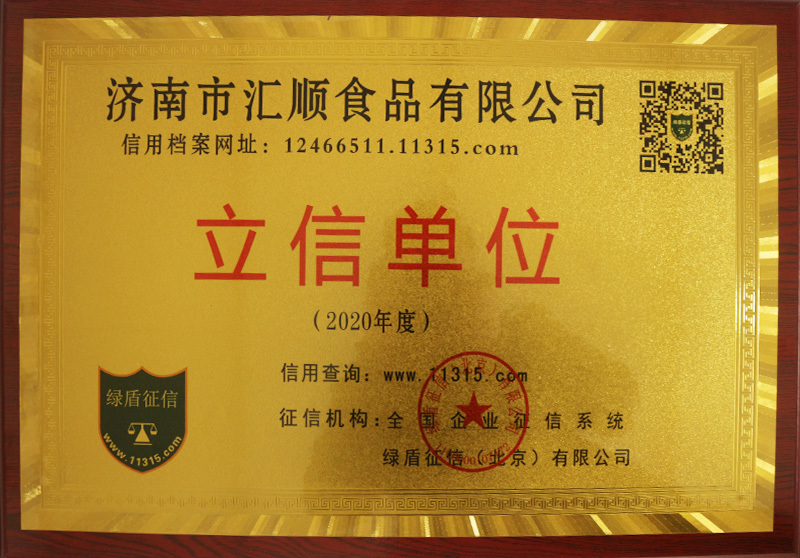 济南市汇顺食品有限公司
信用档案网址：12466511.11315.com
立信单位
（2020年度）
信用查询：www.11315.com
征信机构：全国企业征信系统
绿盾征信（北京）有限公司
绿盾征信
www.11315.com